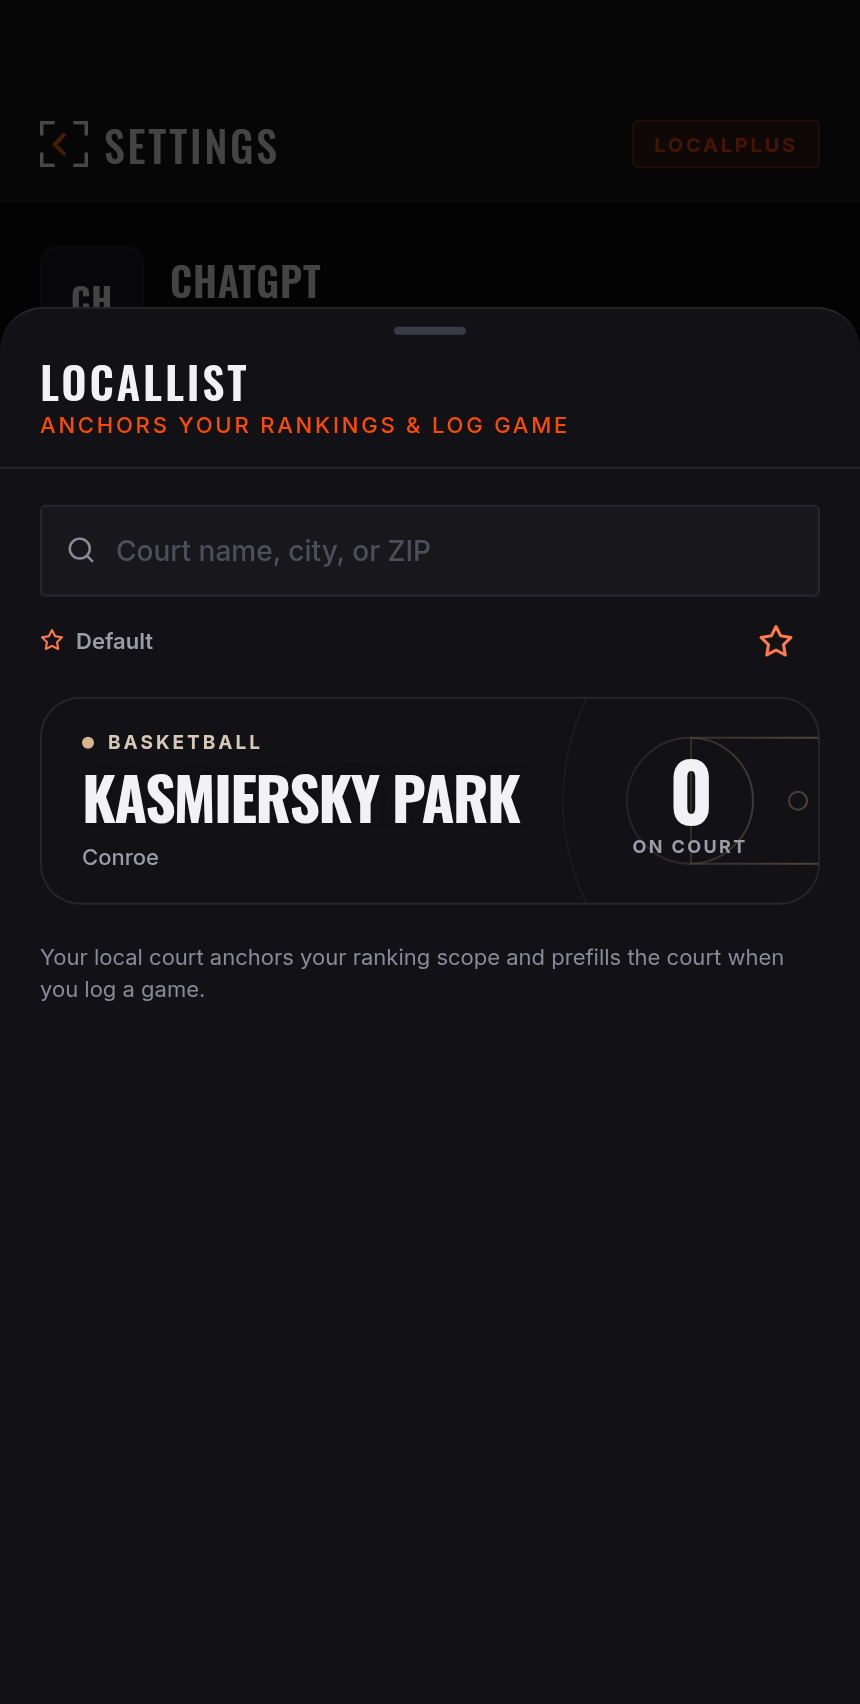 SETTINGS
LOCALPLUS
CH
CHATGPT
LOCALLIST
ANCHORS YOUR RANKINGS & LOG GAME
Court name, city, or ZIP
Default
BASKETBALL
KASMIERSKY PARK
Conroe
0
ON COURT
Your local court anchors your ranking scope and prefills the court when
you log a game.